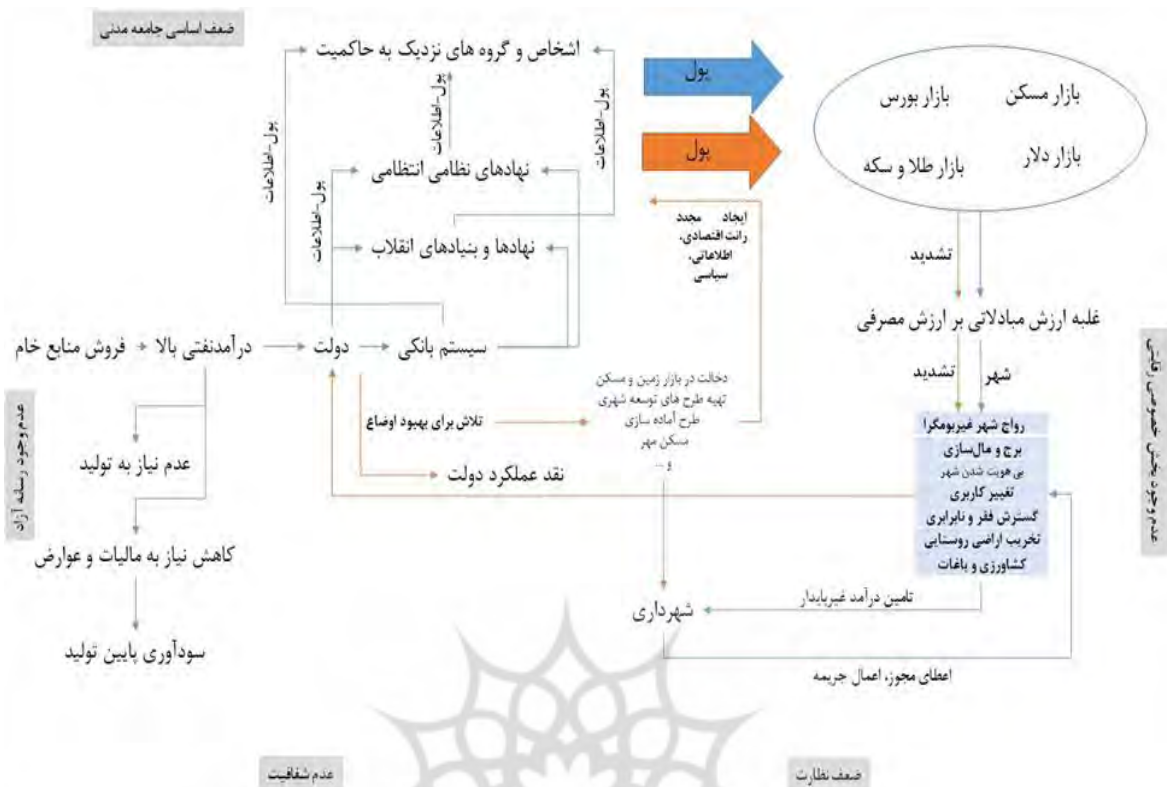 ضعف اساسی جامعه مدنی
اشخاص و گروه های نزدیک به حاکمیت
پول-اطلاعات
پول-اطلاعات
پول-اطلاعات
پول-اطلاعات
نهادهای نظامی انتظامی
نهادها و بنیادهای انقلاب
پول
پول
بازار مسکن
بازار بورس
بازار دلار
بازار طلا و سکه
ایجاد مجدد
رانت اقتصادی،
اطلاعاتی،
سیاسی
تشدید
غلبه ارزش مبادلاتی بر ارزش مصرفی
تشدید
شهر
فروش منابع خام
درآمدنفتی بالا
دولت
سیستم بانکی
دخالت در بازار زمین و مسکن
تهیه طرح های توسعه شهری
طرح آماده سازی
مسکن مهر
و ...
تلاش برای بهبود اوضاع
نقد عملکرد دولت
رواج شهر غیربومگرا
برج و مال‌سازی
بی هویت شدن شهر
تغییر کاربری
گسترش فقر و نابرابری
تخریب اراضی روستایی
کشاورزی و باغات
عدم وجود بخش خصوصی رقابتی
عدم وجود رسانه آزاد
عدم نیاز به تولید
کاهش نیاز به مالیات و عوارض
سودآوری پایین تولید
شهرداری
تامین درآمد غیرپایدار
اعطای مجوز، اعمال جریمه
عدم شفافیت
ضعف نظارت